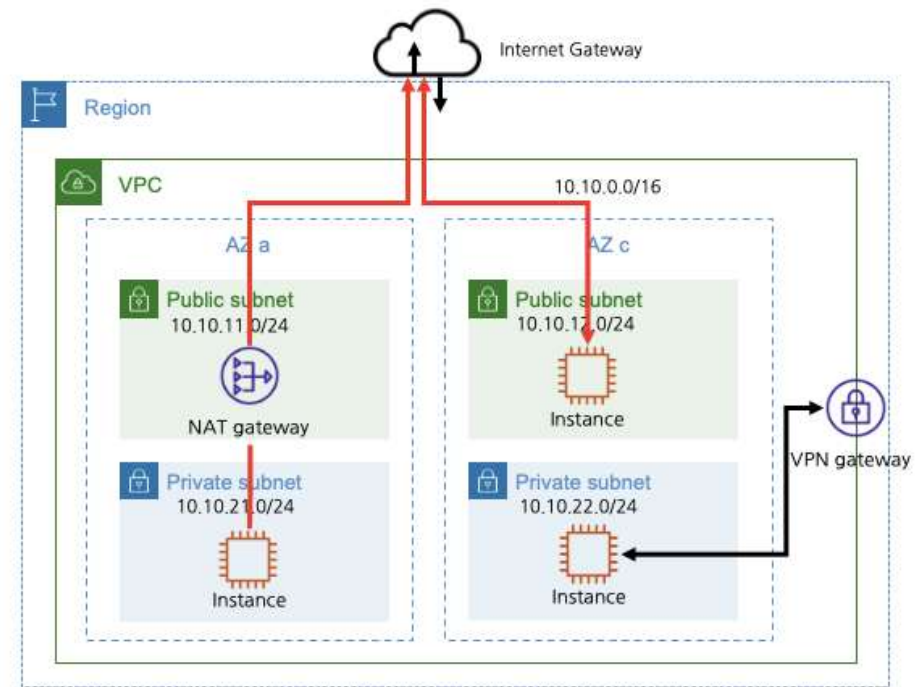 Internet Gateway
Region
VPC
10.10.0.0/16
AZ a
AZ c
Public subnet
10.10.11.0/24
NAT gateway
Public subnet
10.10.12.0/24
Instance
VPN gateway
Private subnet
10.10.21.0/24
Instance
Private subnet
10.10.22.0/24
Instance